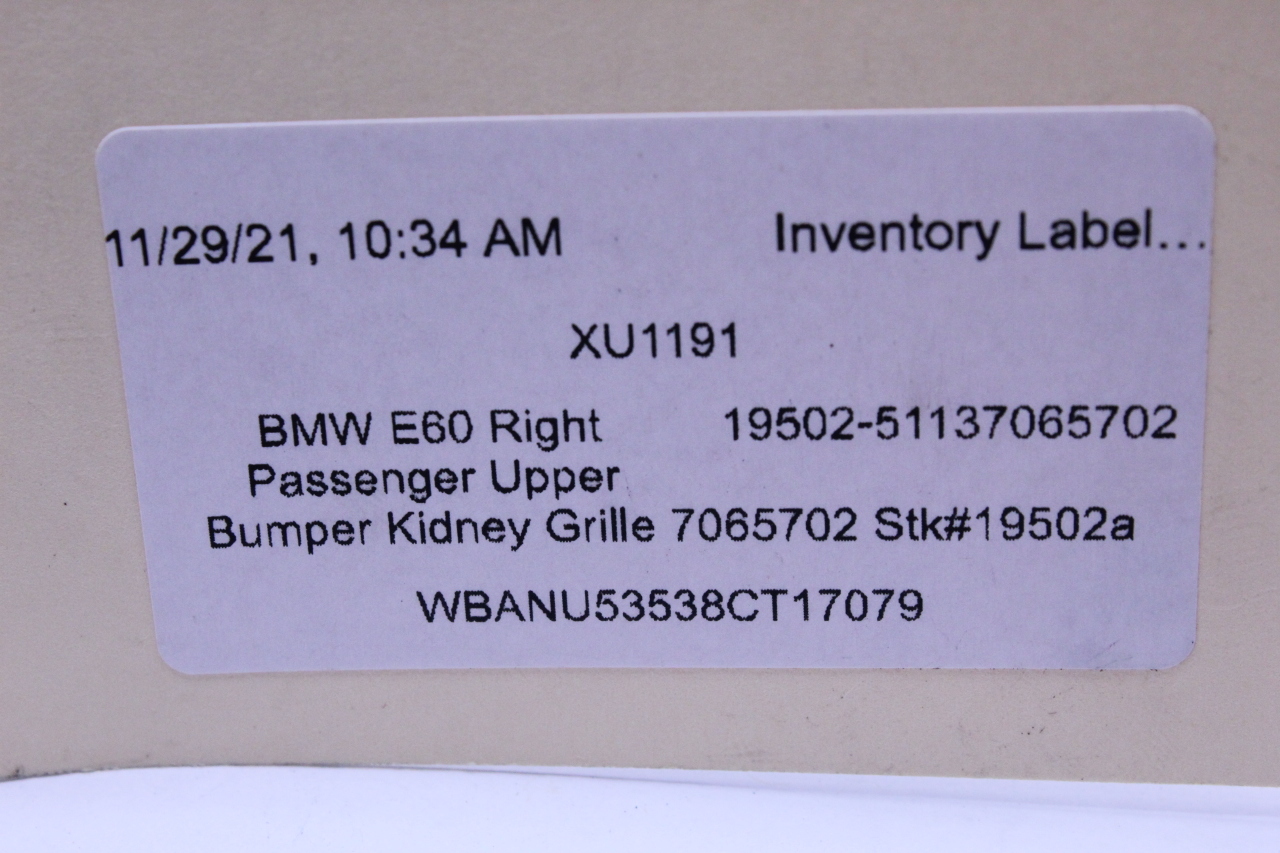 11/29/21, 10:34 AM Inventory Label...
XU1191
BMW E60 Right 19502-51137065702
Passenger Upper
Bumper Kidney Grille 7065702 Stk#19502a
WBANU53538CT17079